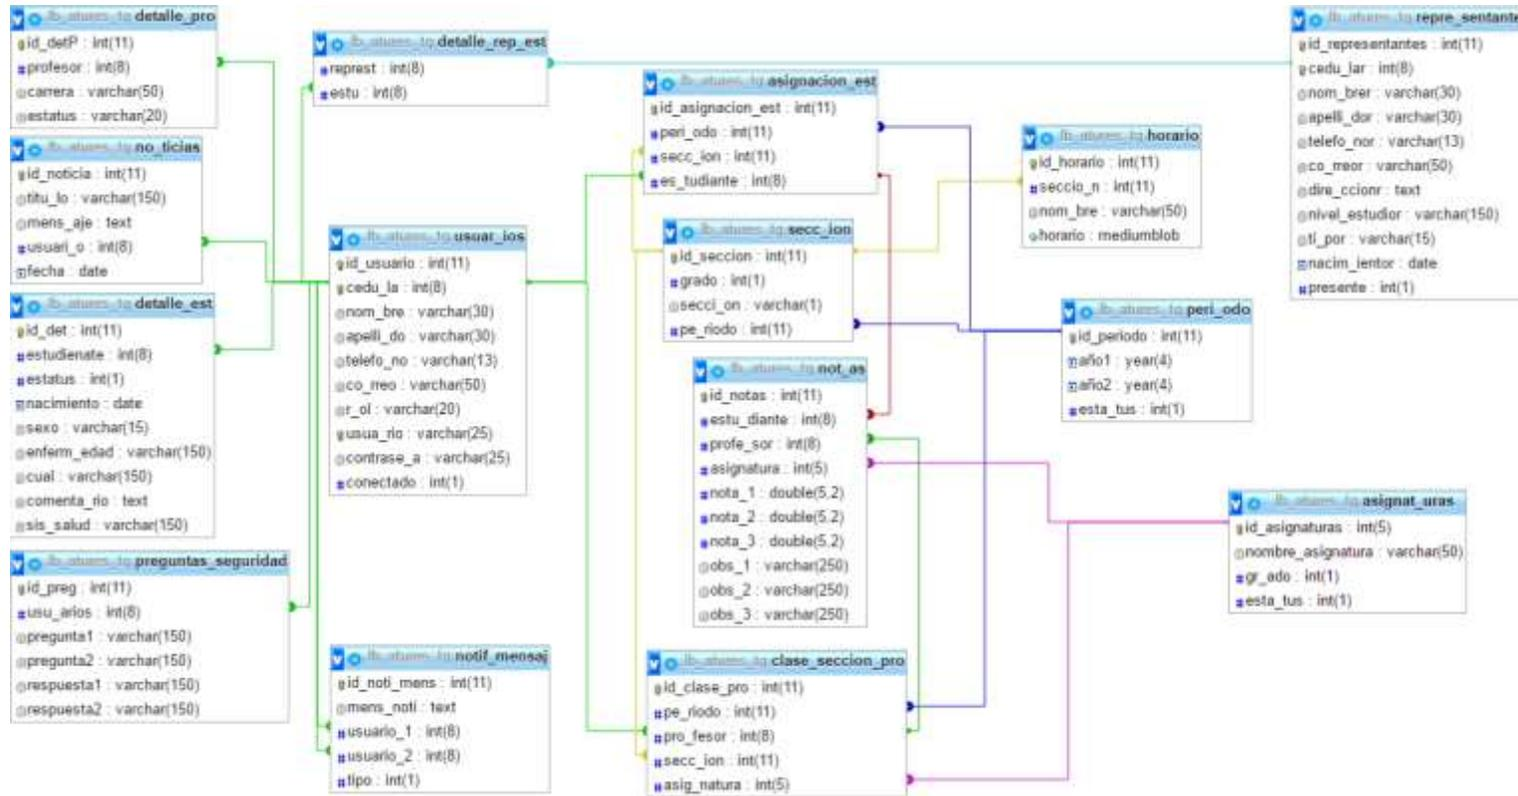 detalle_pro
id_detP : int(11)
profesor : int(8)
carrera : varchar(50)
estatus : varchar(20)
no_ticias
id_noticia : int(11)
titu_lo : varchar(150)
mens_aje : text
usuari_o : int(8)
fecha : date
detalle_est
id_det : int(11)
estudienate : int(8)
estatus : int(1)
nacimiento : date
sexo : varchar(15)
enferm_edad : varchar(150)
cual : varchar(150)
comenta_rio : text
sis_salud : varchar(150)
preguntas_seguridad
id_preg : int(11)
usu_arios : int(8)
pregunta1 : varchar(150)
pregunta2 : varchar(150)
respuesta1 : varchar(150)
respuesta2 : varchar(150)
detalle_rep_est
represt : int(8)
estu : int(8)
usuar_ios
id_usuario : int(11)
cedu_la : int(8)
nom_bre : varchar(30)
apelli_do : varchar(30)
telefo_no : varchar(13)
co_rreo : varchar(50)
r_ol : varchar(20)
usua_rio : varchar(25)
contrase_a : varchar(25)
conectado : int(1)
notif_mensaj
id_noti_mens : int(11)
mens_noti : text
usuario_1 : int(8)
usuario_2 : int(8)
tipo : int(1)
asignacion_est
id_asignacion_est : int(11)
peri_odo : int(11)
secc_ion : int(11)
es_tudiante : int(8)
secc_ion
id_seccion : int(11)
grado : int(1)
secci_on : varchar(1)
pe_riodo : int(11)
not_as
id_notas : int(11)
estu_diante : int(8)
profe_sor : int(8)
asignatura : int(5)
nota_1 : double(5,2)
nota_2 : double(5,2)
nota_3 : double(5,2)
obs_1 : varchar(250)
obs_2 : varchar(250)
obs_3 : varchar(250)
clase_seccion_pro
id_clase_pro : int(11)
pe_riodo : int(11)
pro_fesor : int(8)
secc_ion : int(11)
asig_natura : int(5)
horario
id_horario : int(11)
seccio_n : int(11)
nom_bre : varchar(50)
horario : mediumblob
peri_odo
id_periodo : int(11)
año1 : year(4)
año2 : year(4)
esta_tus : int(1)
repre_sentante
id_representantes : int(11)
cedu_lar : int(8)
nom_brer : varchar(30)
apelli_dor : varchar(30)
telefo_nor : varchar(13)
co_rreor : varchar(50)
dire_ccionr : text
nivel_estudior : varchar(150)
ti_por : varchar(15)
nacim_ientor : date
presente : int(1)
asignat_uras
id_asignaturas : int(5)
nombre_asignatura : varchar(50)
gr_ado : int(1)
esta_tus : int(1)